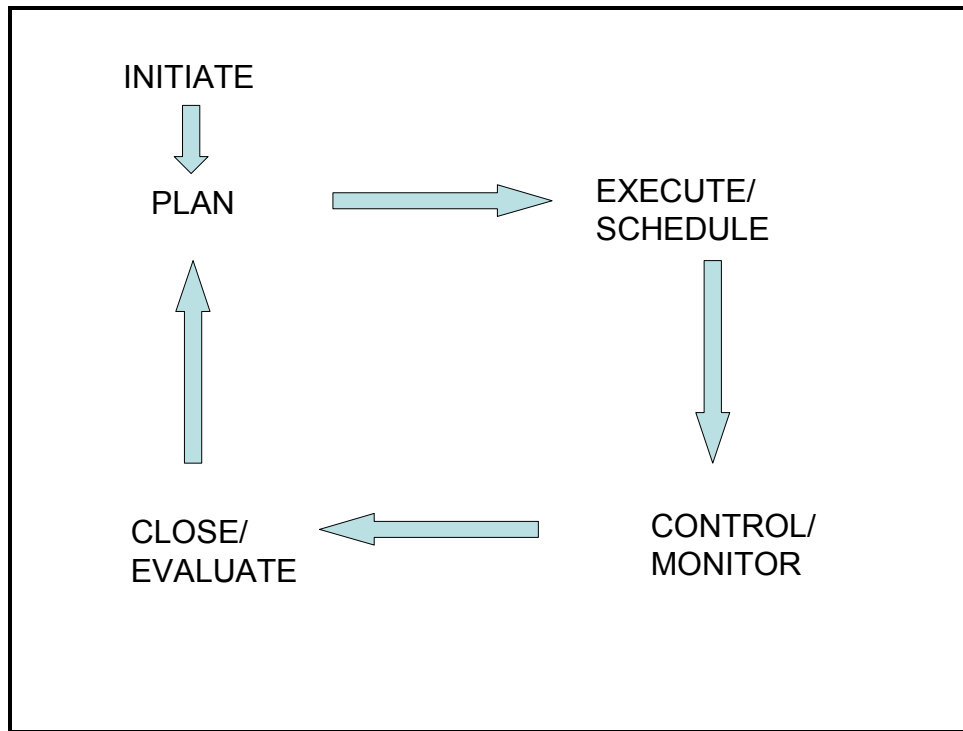 INITIATE
PLAN
EXECUTE/
SCHEDULE
CONTROL/
MONITOR
CLOSE/
EVALUATE